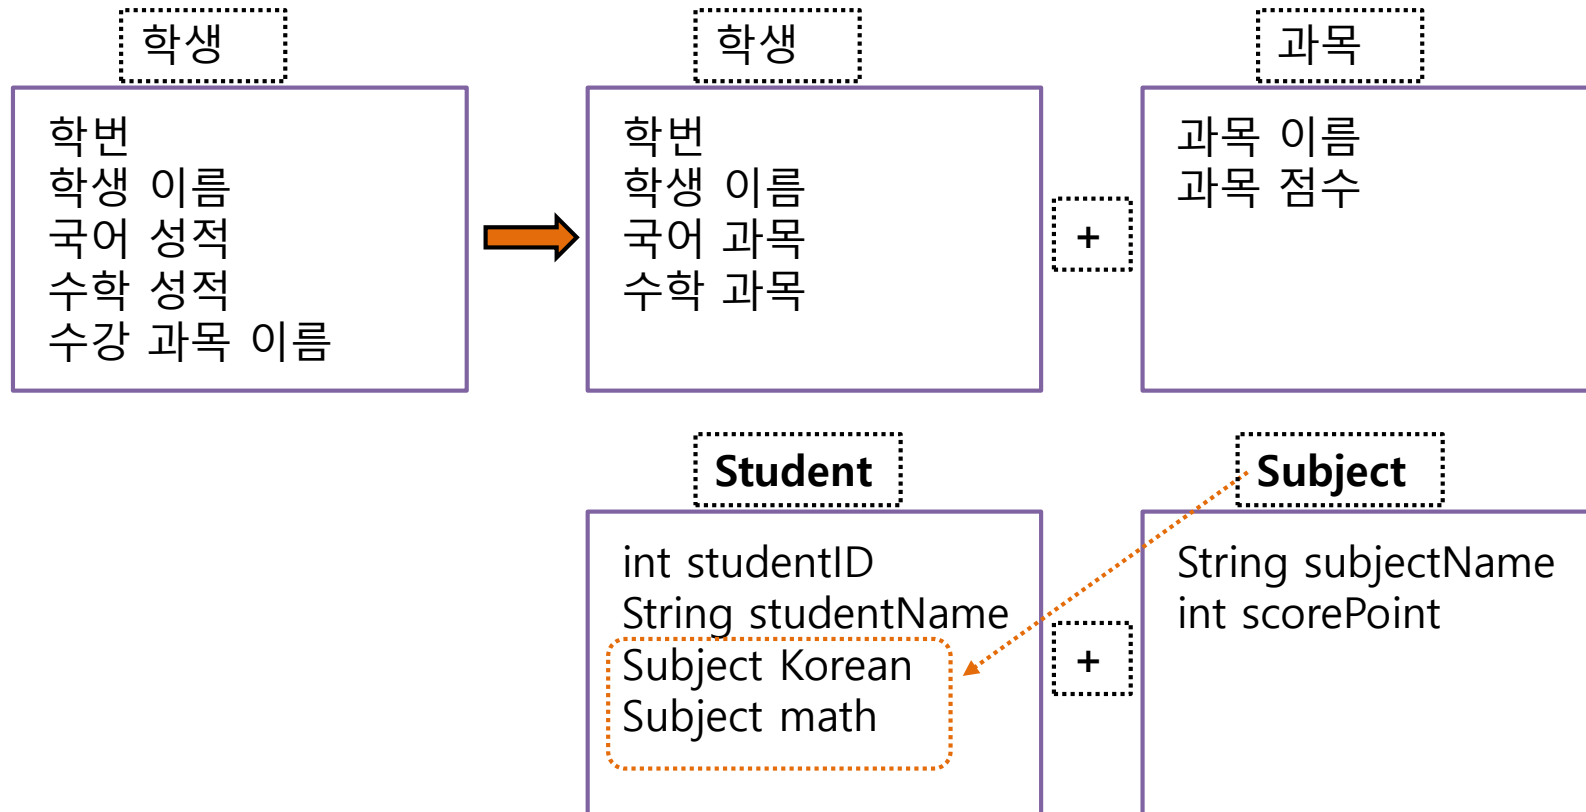 학생
학번
학생 이름
국어 성적
수학 성적
수강 과목 이름
학생
학번
학생 이름
국어 과목
수학 과목
+
과목
과목 이름
과목 점수
Student
int studentID
String studentName
Subject Korean
Subject math
+
Subject
String subjectName
int scorePoint